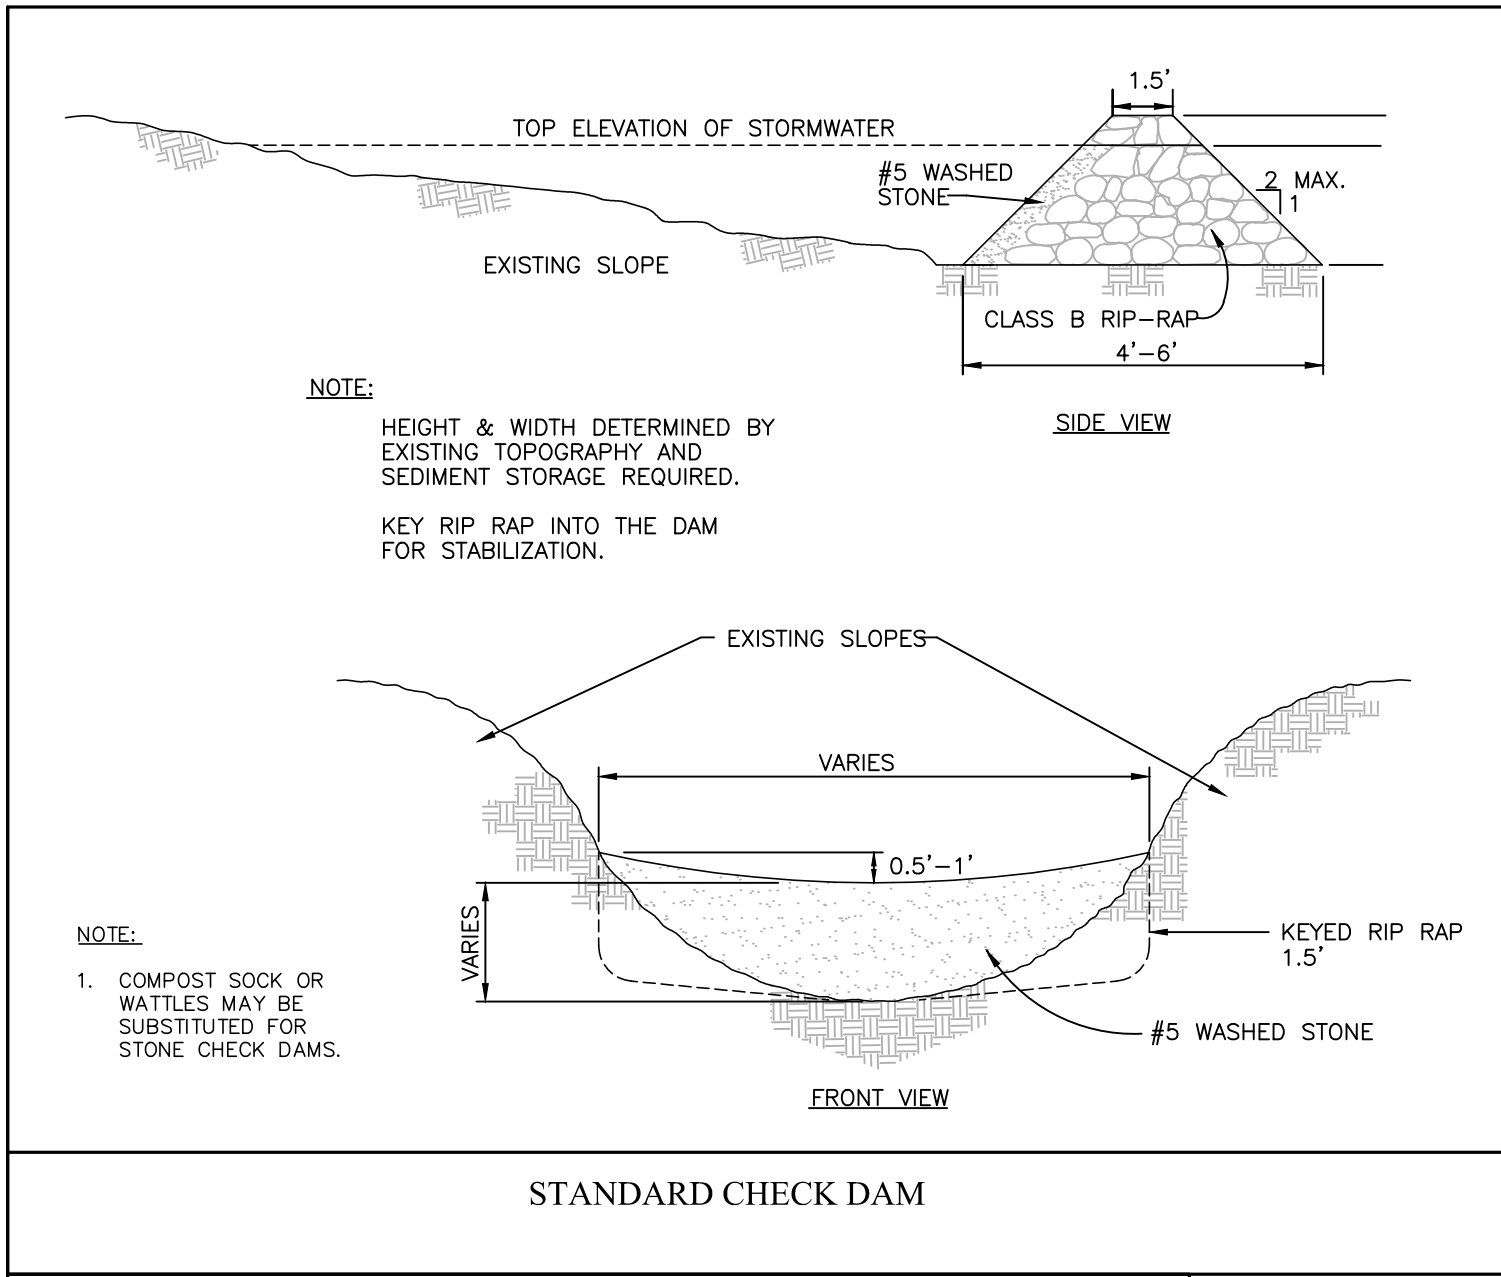 1.5'
TOP ELEVATION OF STORMWATER
#5 WASHED
STONE
2 MAX.
1
EXISTING SLOPE
CLASS B RIP-RAP
4'-6'
SIDE VIEW
NOTE:
HEIGHT & WIDTH DETERMINED BY
EXISTING TOPOGRAPHY AND
SEDIMENT STORAGE REQUIRED.
KEY RIP RAP INTO THE DAM
FOR STABILIZATION.
EXISTING SLOPES
VARIES
0.5'-1'
VARIES
KEYED RIP RAP
1.5'
#5 WASHED STONE
FRONT VIEW
NOTE:
1. COMPOST SOCK OR
WATTLES MAY BE
SUBSTITUTED FOR
STONE CHECK DAMS.
STANDARD CHECK DAM